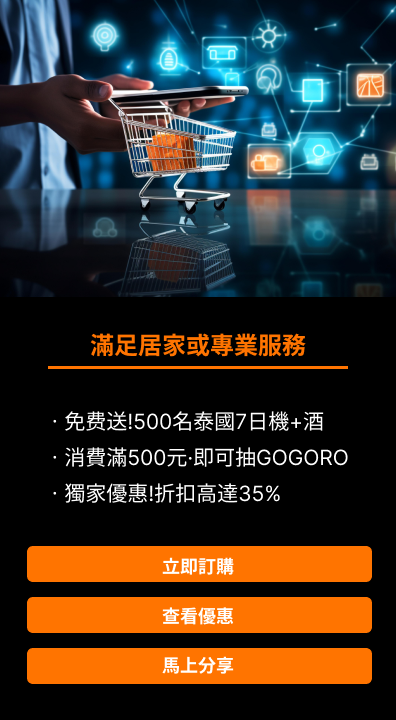 滿足居家或專業服務
· 免费送!500名泰國7日機+酒
· 消費滿500元·即可抽GOGORO
· 獨家優惠!折扣高達35%
立即訂購
查看優惠
馬上分享